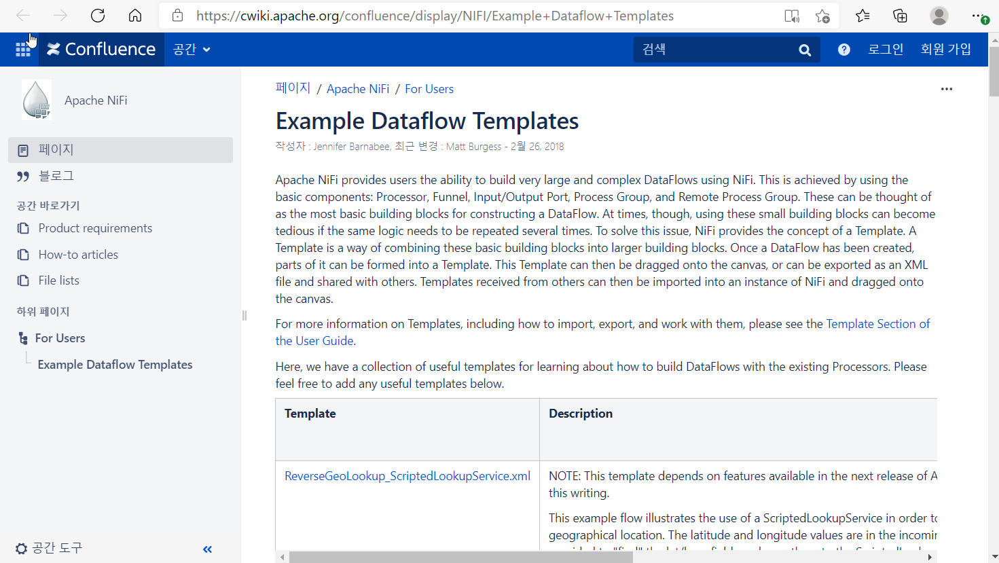 https://cwiki.apache.org/confluence/display/NIFI/Example+Dataflow+Templates
Confluence
공간
검색
로그인
회원 가입
Apache NiFi
페이지
블로그
공간 바로가기
Product requirements
How-to articles
File lists
하위 페이지
For Users
Example Dataflow Templates
공간 도구
페이지 / Apache NiFi / For Users
Example Dataflow Templates
작성자 : Jennifer Barnabee, 최근 변경 : Matt Burgess - 2월 26, 2018
Apache NiFi provides users the ability to build very large and complex DataFlows using NiFi. This is achieved by using the
basic components: Processor, Funnel, Input/Output Port, Process Group, and Remote Process Group. These can be thought of
as the most basic building blocks for constructing a DataFlow. At times, though, using these small building blocks can become
tedious if the same logic needs to be repeated several times. To solve this issue, NiFi provides the concept of a Template. A
Template is a way of combining these basic building blocks into larger building blocks. Once a DataFlow has been created,
parts of it can be formed into a Template. This Template can then be dragged onto the canvas, or can be exported as an XML
file and shared with others. Templates received from others can then be imported into an instance of NiFi and dragged onto
the canvas.
For more information on Templates, including how to import, export, and work with them, please see the Template Section of
the User Guide.
Here, we have a collection of useful templates for learning about how to build DataFlows with the existing Processors. Please
feel free to add any useful templates below.
Template
Description
ReverseGeoLookup_ScriptedLookupService.xml
NOTE: This template depends on features available in the next release of A
this writing.
This example flow illustrates the use of a ScriptedLookupService in order to
geographical location. The latitude and longitude values are in the incomin